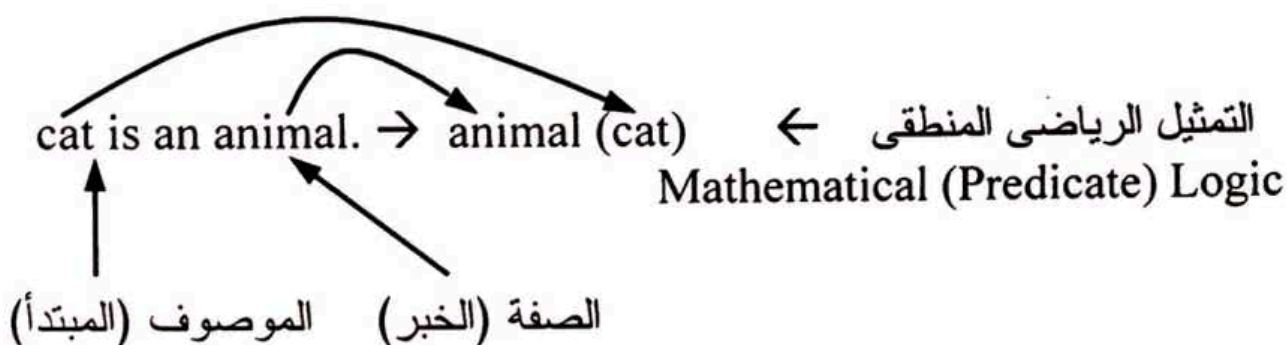 cat is an animal. → animal (cat) ← التمثيل الرياضى المنطقى
Mathematical (Predicate) Logic
الموصوف (المبتدأ) الصفة (الخبر)